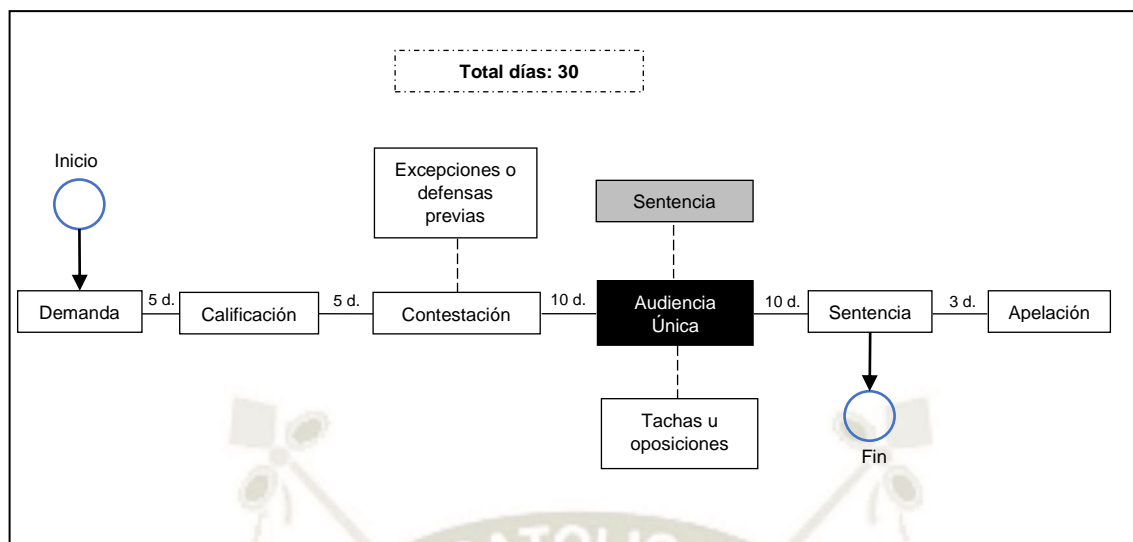 Total días: 30
Inicio
Excepciones o
defensas
previas
Sentencia
Demanda
5 d.
Calificación
5 d.
Contestación
10 d.
Audiencia
Única
10 d.
Sentencia
3 d.
Apelación
Tachas u
oposiciones
Fin